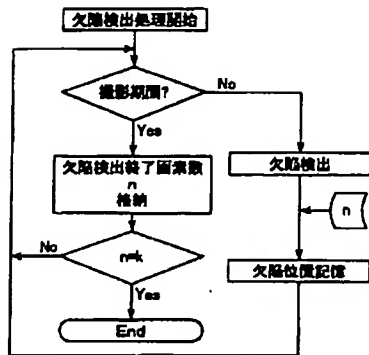 欠陥検出処理開始
撮影期間?
No
Yes
欠陥検出終了画素数
n
格納
欠陥検出
n
No
n=k
欠陥位置記憶
Yes
End